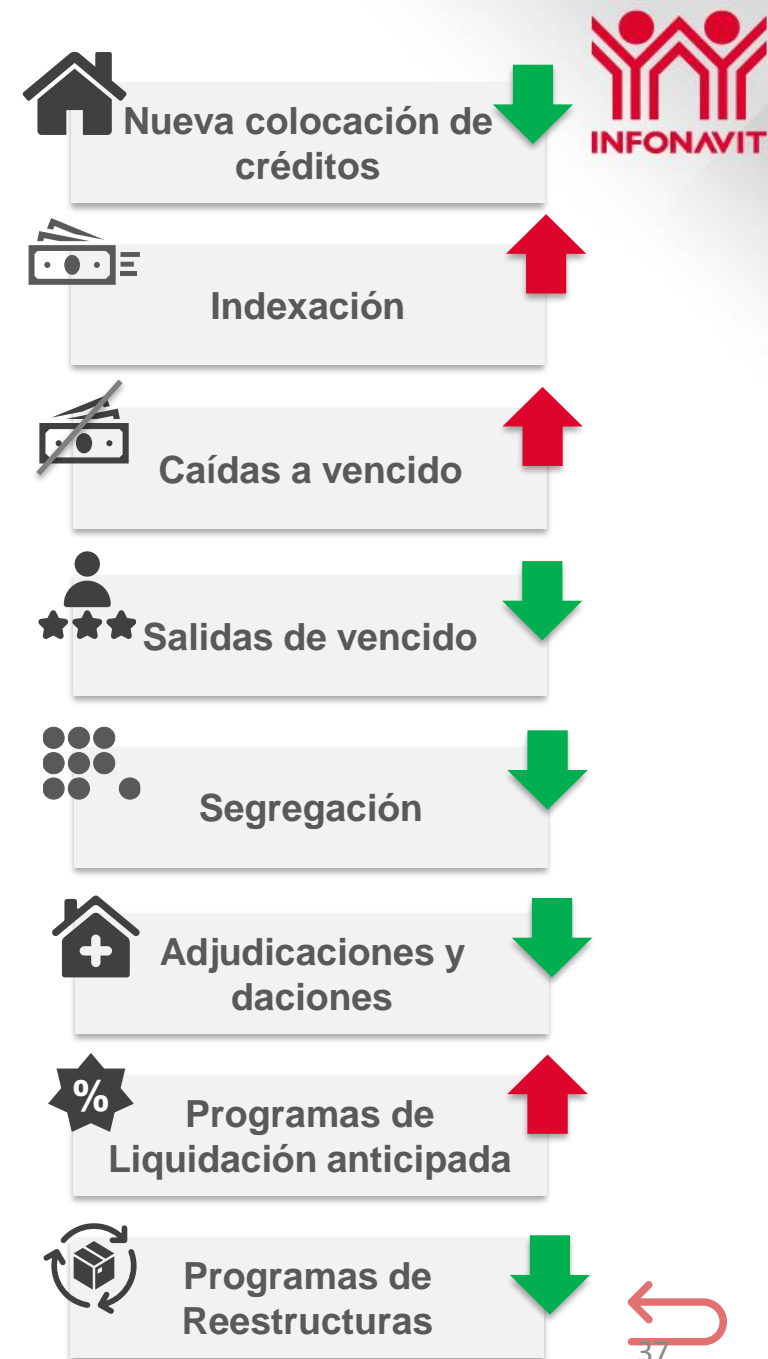 INFONAVIT
Nueva colocación de
créditos
Indexación
Caídas a vencido
Salidas de vencido
Segregación
Adjudicaciones y
daciones
%
Programas de
Liquidación anticipada
Programas de
Reestructuras
37